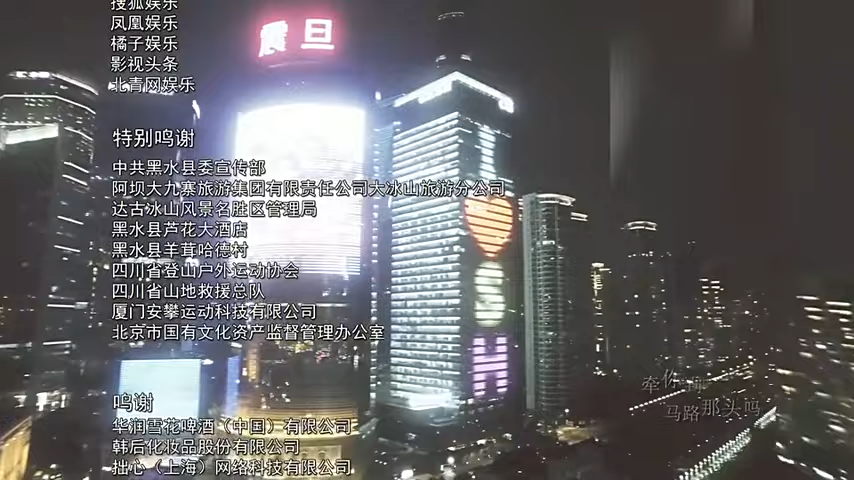 搜狐娱乐
凤凰娱乐
橘子娱乐
影视头条
北青网娱乐
震旦
特别鸣谢
中共黑水县委宣传部
阿坝大九寨旅游集团有限责任公司大冰山旅游分公司
达古冰山风景名胜区管理局
黑水县芦花大酒店
黑水县羊茸哈德村
四川省登山户外运动协会
四川省山地救援总队
厦门安攀运动科技有限公司
北京市国有文化资产监督管理办公室
I
S
H
鸣谢
华润雪花啤酒（中国）有限公司
韩后化妆品股份有限公司
拙心（上海）网络科技有限公司
牵你
马路那头吗